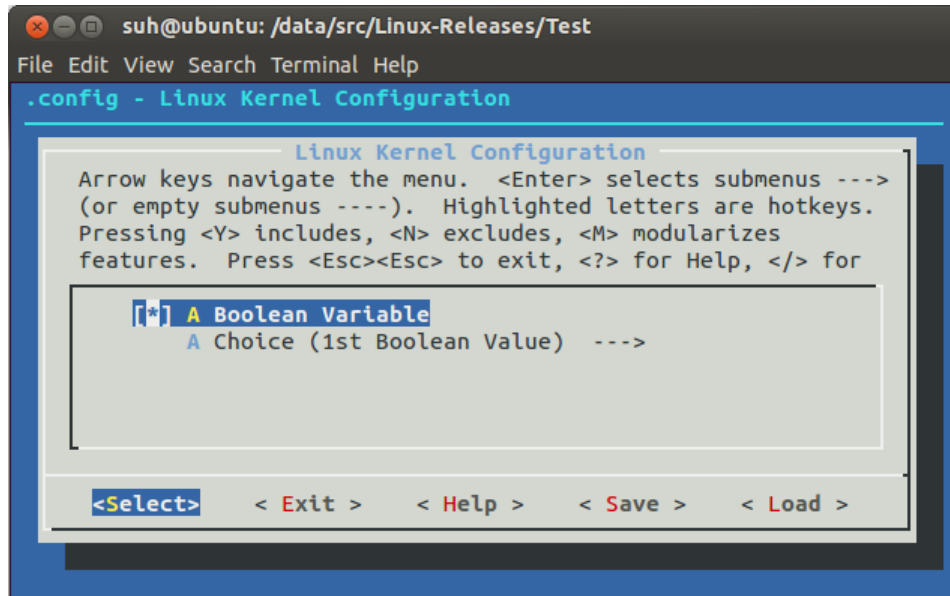 suh@ubuntu: /data/src/Linux-Releases/Test
File Edit View Search Terminal Help
.config - Linux Kernel Configuration
Linux Kernel Configuration
Arrow keys navigate the menu. <Enter> selects submenus --->
(or empty submenus ----). Highlighted letters are hotkeys.
Pressing <Y> includes, <N> excludes, <M> modularizes
features. Press <Esc><Esc> to exit, <?> for Help, </> for
[*] A Boolean Variable
A Choice (1st Boolean Value) --->
<Select> < Exit > < Help > < Save > < Load >